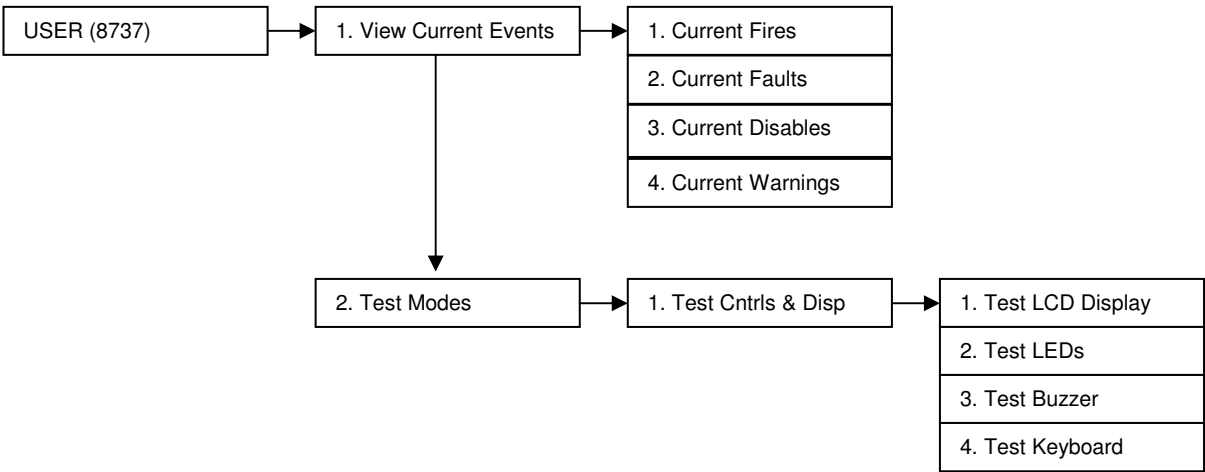 USER (8737)
1. View Current Events
1. Current Fires
2. Current Faults
3. Current Disables
4. Current Warnings
2. Test Modes
1. Test Cntrls & Disp
1. Test LCD Display
2. Test LEDs
3. Test Buzzer
4. Test Keyboard